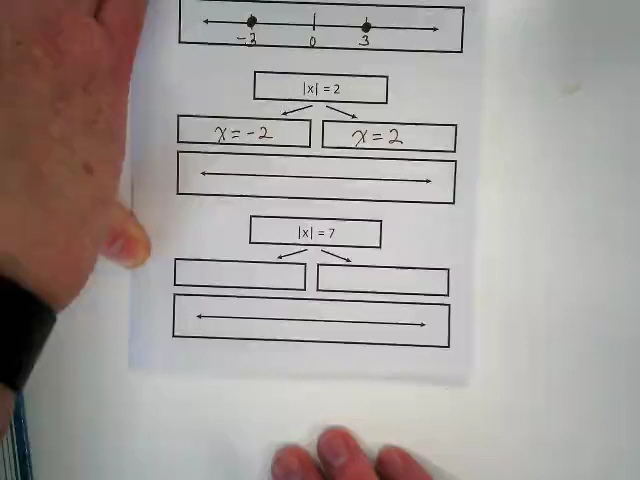 -3 0 3
|x| = 2
x = -2 x = 2
|x| = 7